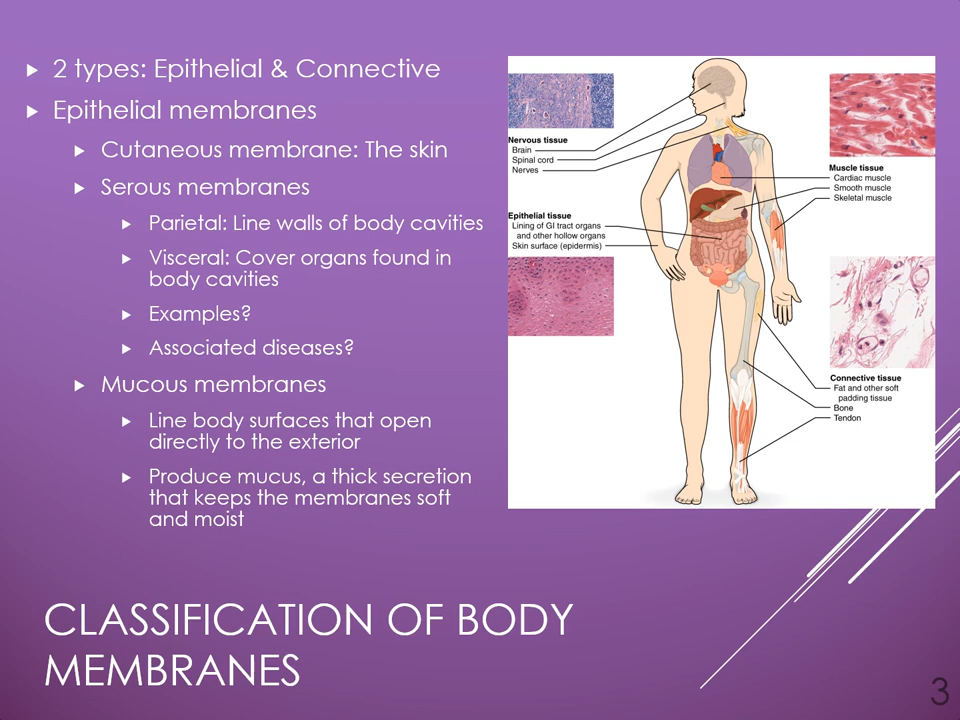 2 types: Epithelial & Connective
Epithelial membranes
Cutaneous membrane: The skin
Serous membranes
Parietal: Line walls of body cavities
Visceral: Cover organs found in
body cavities
Examples?
Associated diseases?
Mucous membranes
Line body surfaces that open
directly to the exterior
Produce mucus, a thick secretion
that keeps the membranes soft
and moist
Nervous tissue
Brain
Spinal cord
Nerves
Epithelial tissue
Lining of GI tract organs
and other hollow organs
Skin surface (epidermis)
Muscle tissue
Cardiac muscle
Smooth muscle
Skeletal muscle
Connective tissue
Fat and other soft
padding tissue
Bone
Tendon
CLASSIFICATION OF BODY
MEMBRANES
3